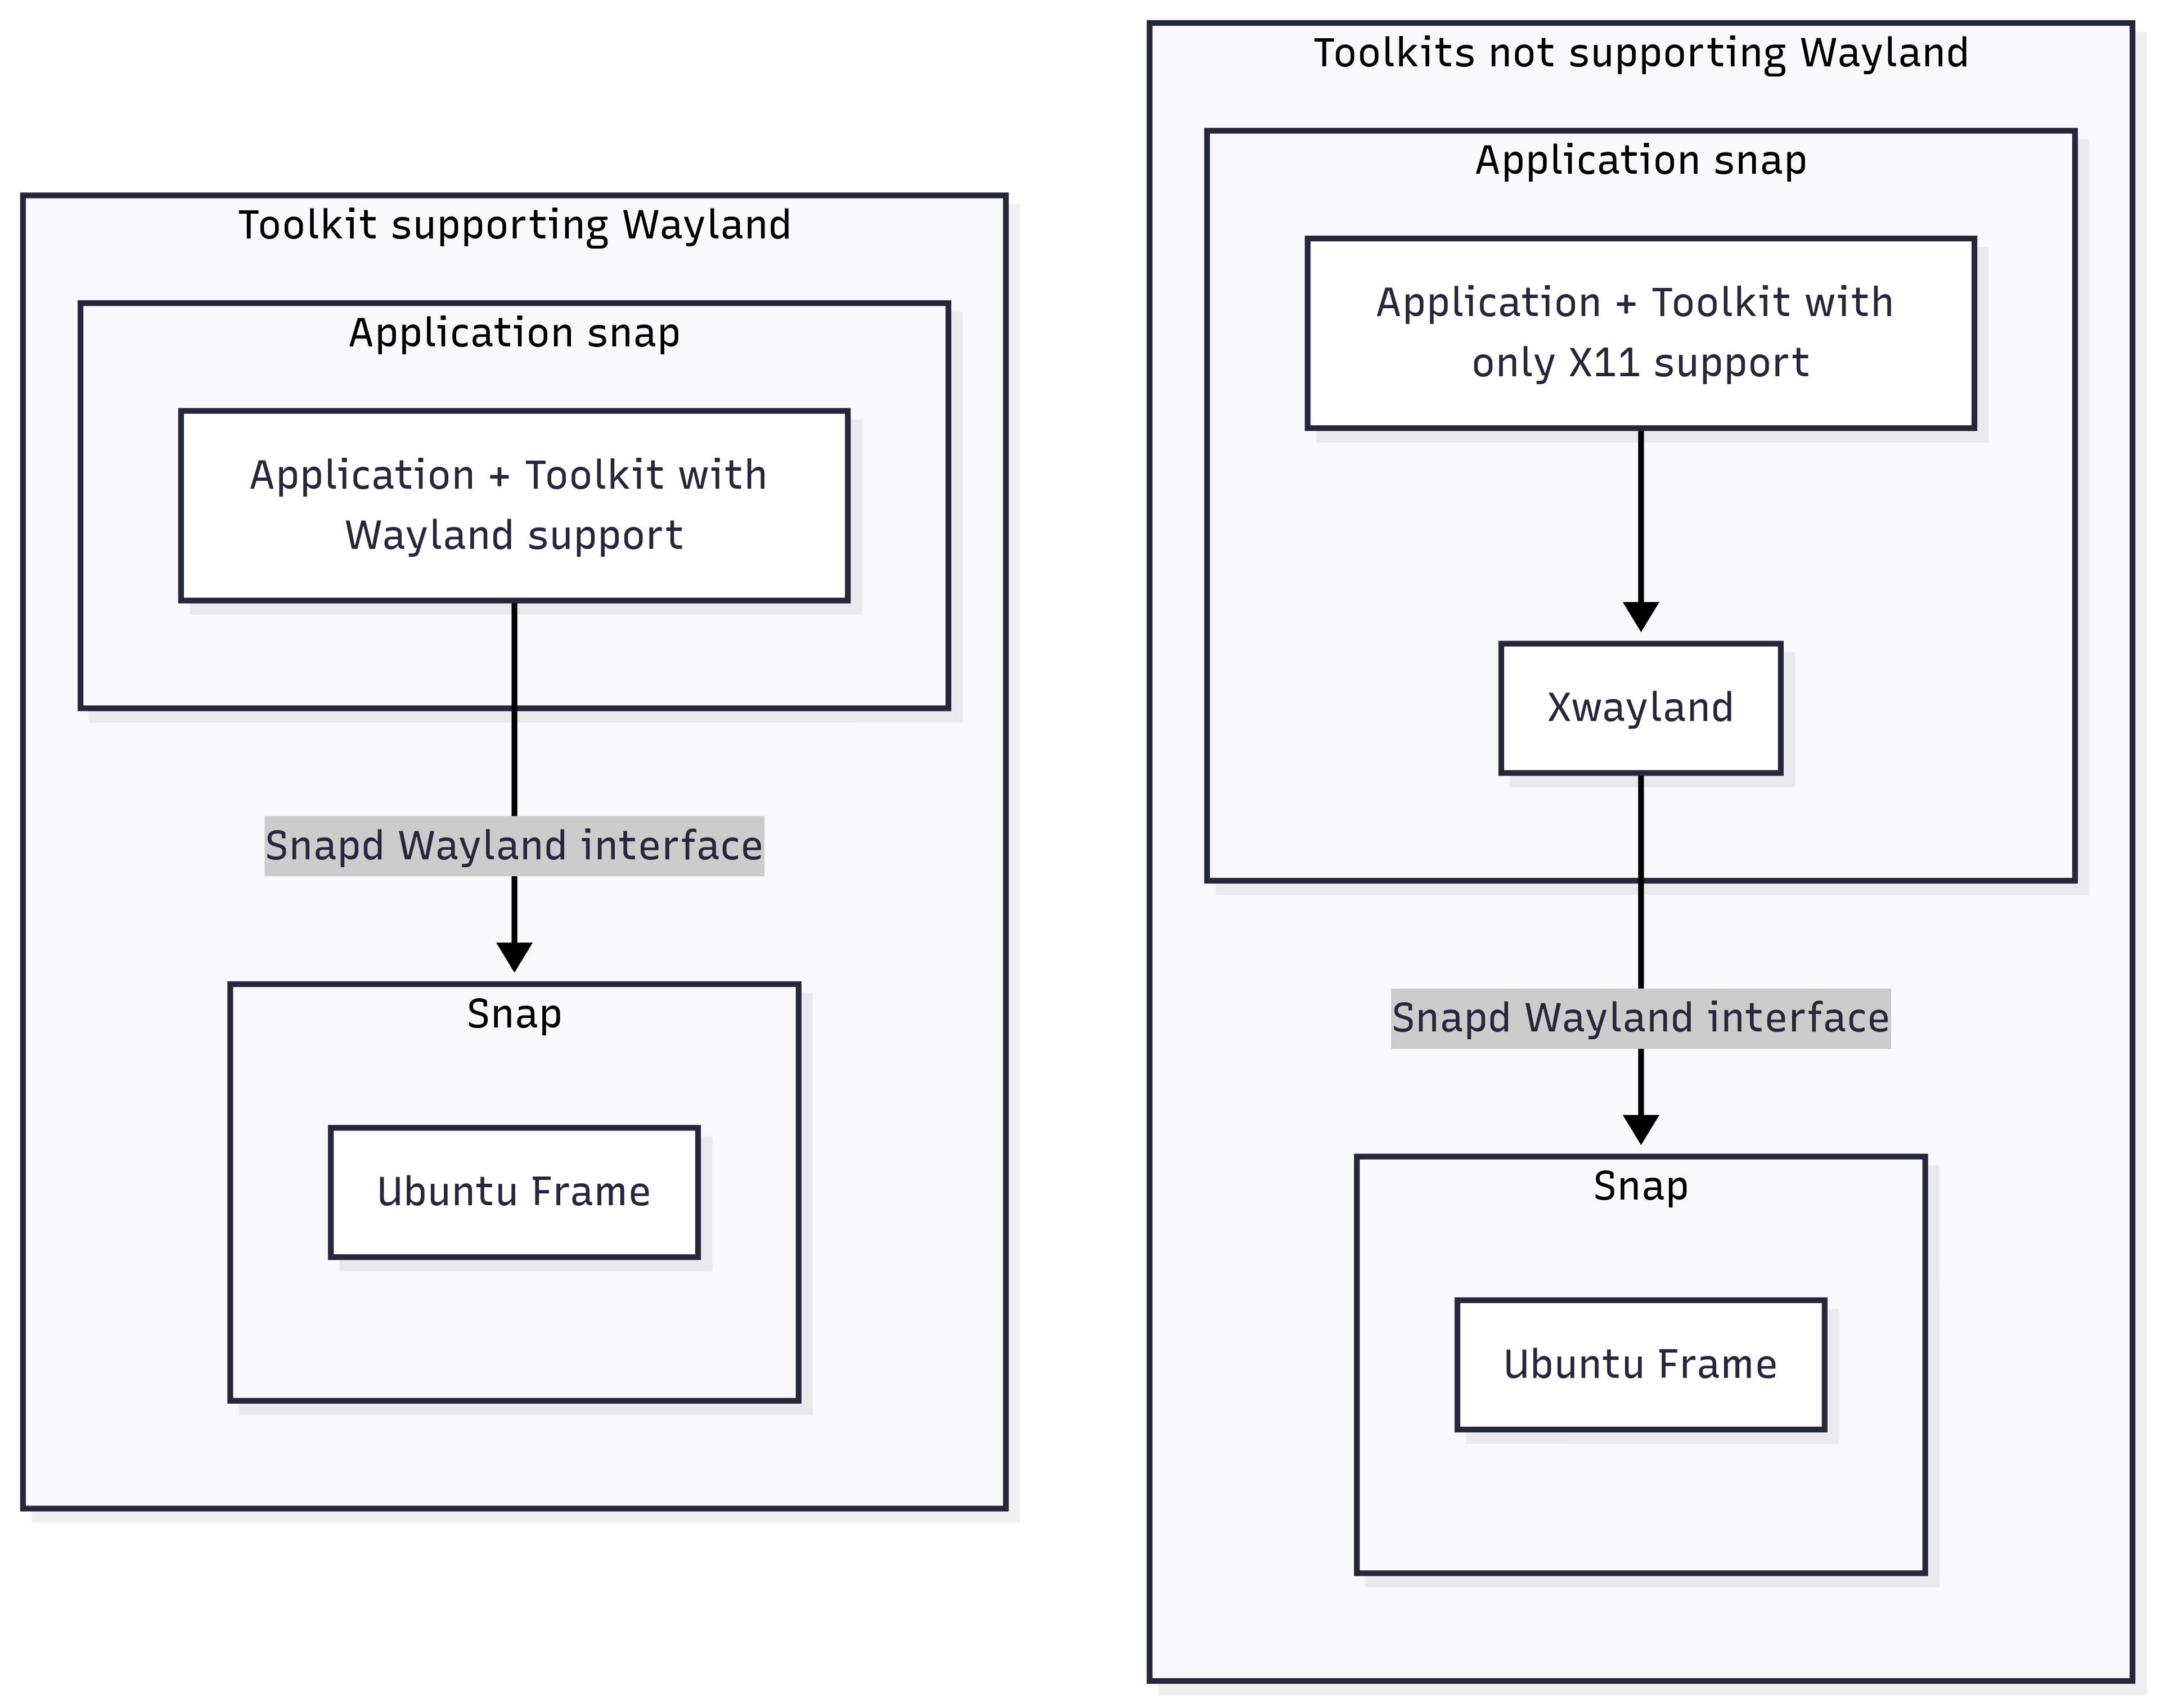 Toolkit supporting Wayland
Application snap
Application + Toolkit with
Wayland support
Snapd Wayland interface
Snap
Ubuntu Frame
Toolkits not supporting Wayland
Application snap
Application + Toolkit with
only X11 support
Xwayland
Snapd Wayland interface
Snap
Ubuntu Frame